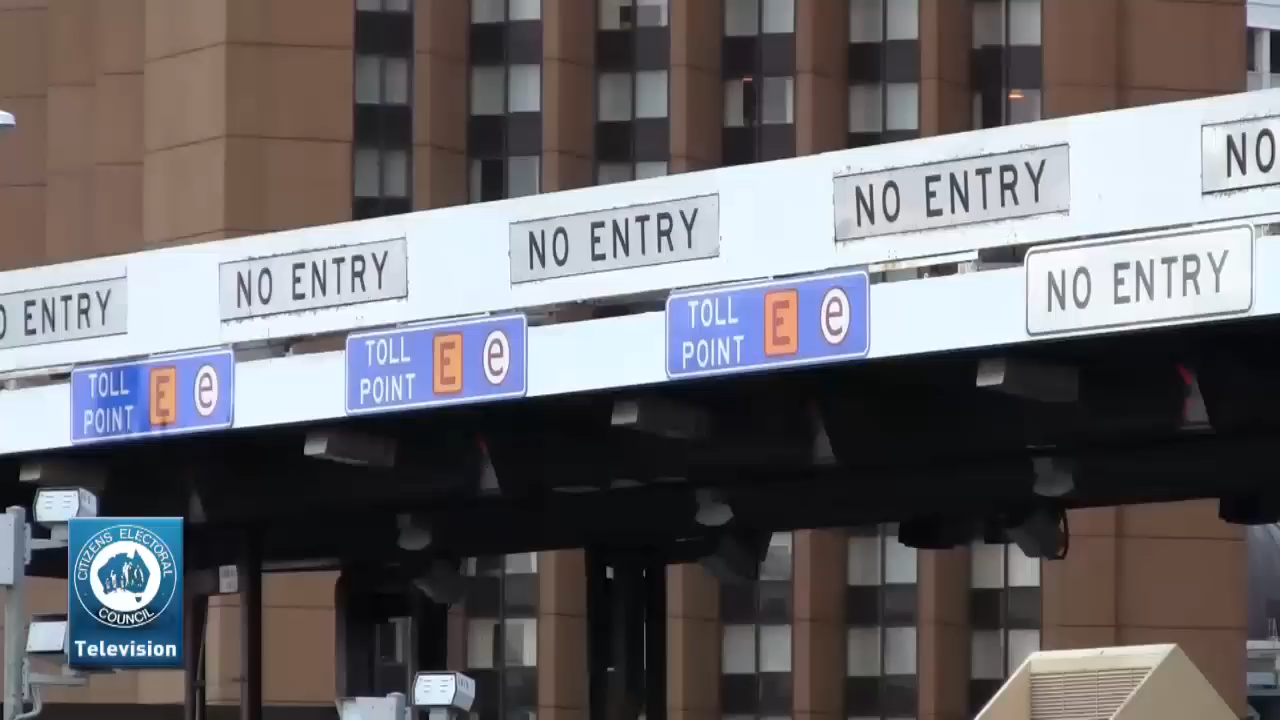 NO
NO ENTRY
NO ENTRY
NO ENTRY
ENTRY
NO ENTRY
TOLL POINT E e
TOLL POINT E e
TOLL POINT E e
CITIZENS ELECTORAL
COUNCIL
Television